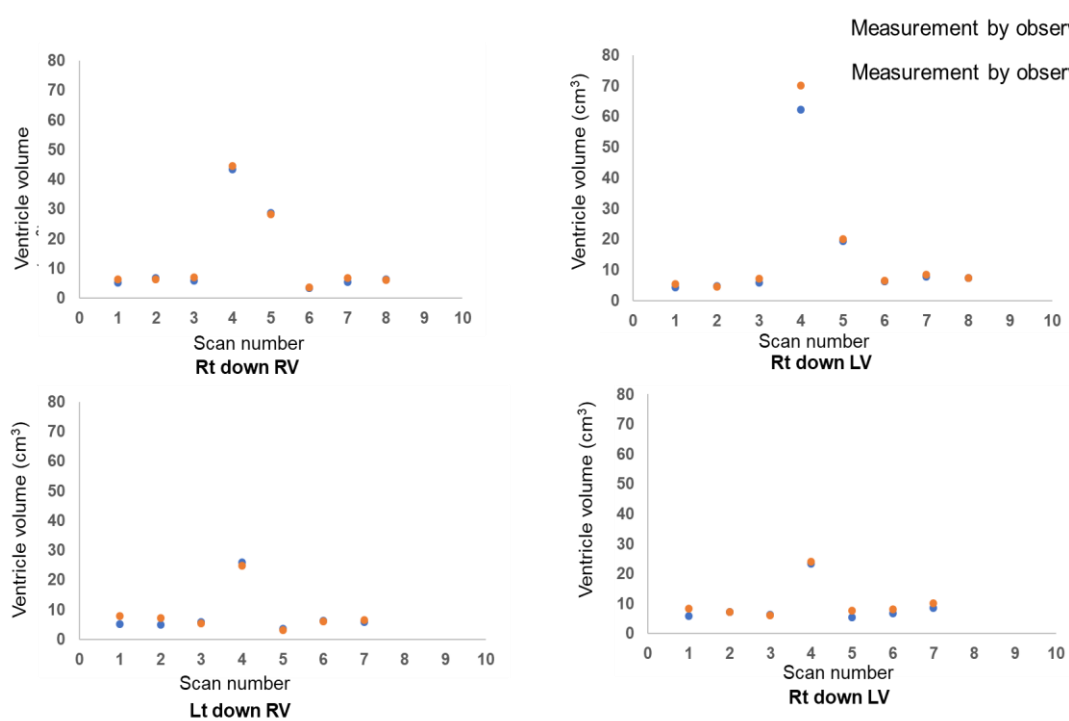 Measurement by observ
Measurement by observ
Ventricle volume
80
70
60
50
40
30
20
10
0
0 1 2 3 4 5 6 7 8 9 10
Scan number
Rt down RV
Ventricle volume (cm³)
80
70
60
50
40
30
20
10
0
0 1 2 3 4 5 6 7 8 9 10
Scan number
Rt down LV
Ventricle volume (cm³)
80
70
60
50
40
30
20
10
0
0 1 2 3 4 5 6 7 8 9 10
Scan number
Lt down RV
Ventricle volume (cm³)
80
70
60
50
40
30
20
10
0
0 1 2 3 4 5 6 7 8 9 10
Scan number
Rt down LV